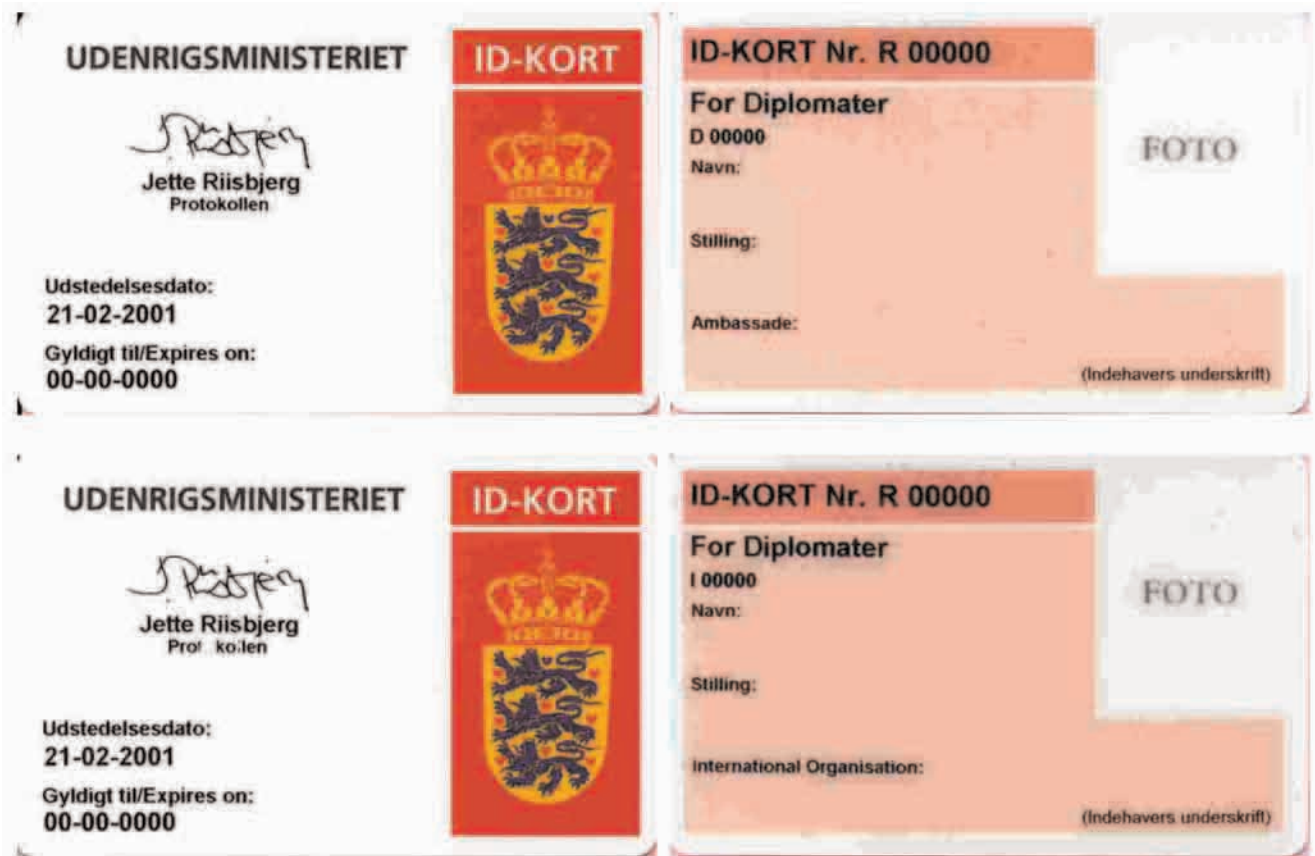 UDENRIGSMINISTERIET
ID-KORT
Jette Riisbjerg
Protokollen
Udstedelsesdato:
21-02-2001
Gyldigt til/Expires on:
00-00-0000
ID-KORT Nr. R 00000
For Diplomater
D 00000
Navn:
Stilling:
Ambassade:
FOTO
(Indehavers underskrift)
UDENRIGSMINISTERIET
ID-KORT
Jette Riisbjerg
Udstedelsesdato:
21-02-2001
Gyldigt til/Expires on:
00-00-0000
ID-KORT Nr. R 00000
For Diplomater
I 00000
Navn:
Stilling:
International Organisation:
FOTO
(Indehavers underskrift)